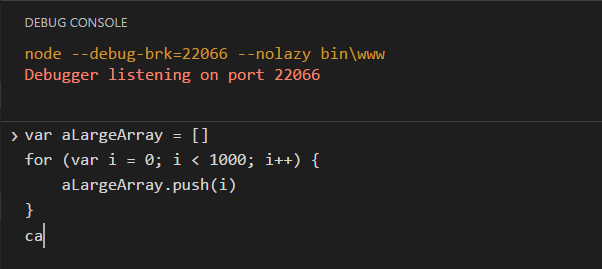 DEBUG CONSOLE
node --debug-brk=22066 --nolazy bin\www
Debugger listening on port 22066
› var aLargeArray = []
for (var i = 0; i < 1000; i++) {
    aLargeArray.push(i)
}
ca